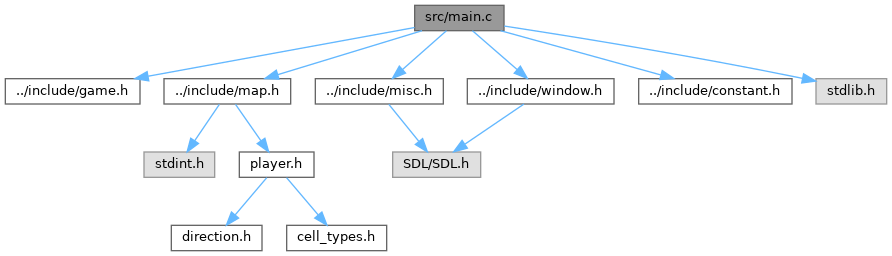 src/main.c
../include/game.h
../include/map.h
../include/misc.h
../include/window.h
../include/constant.h
stdlib.h
stdint.h
player.h
SDL/SDL.h
direction.h
cell_types.h